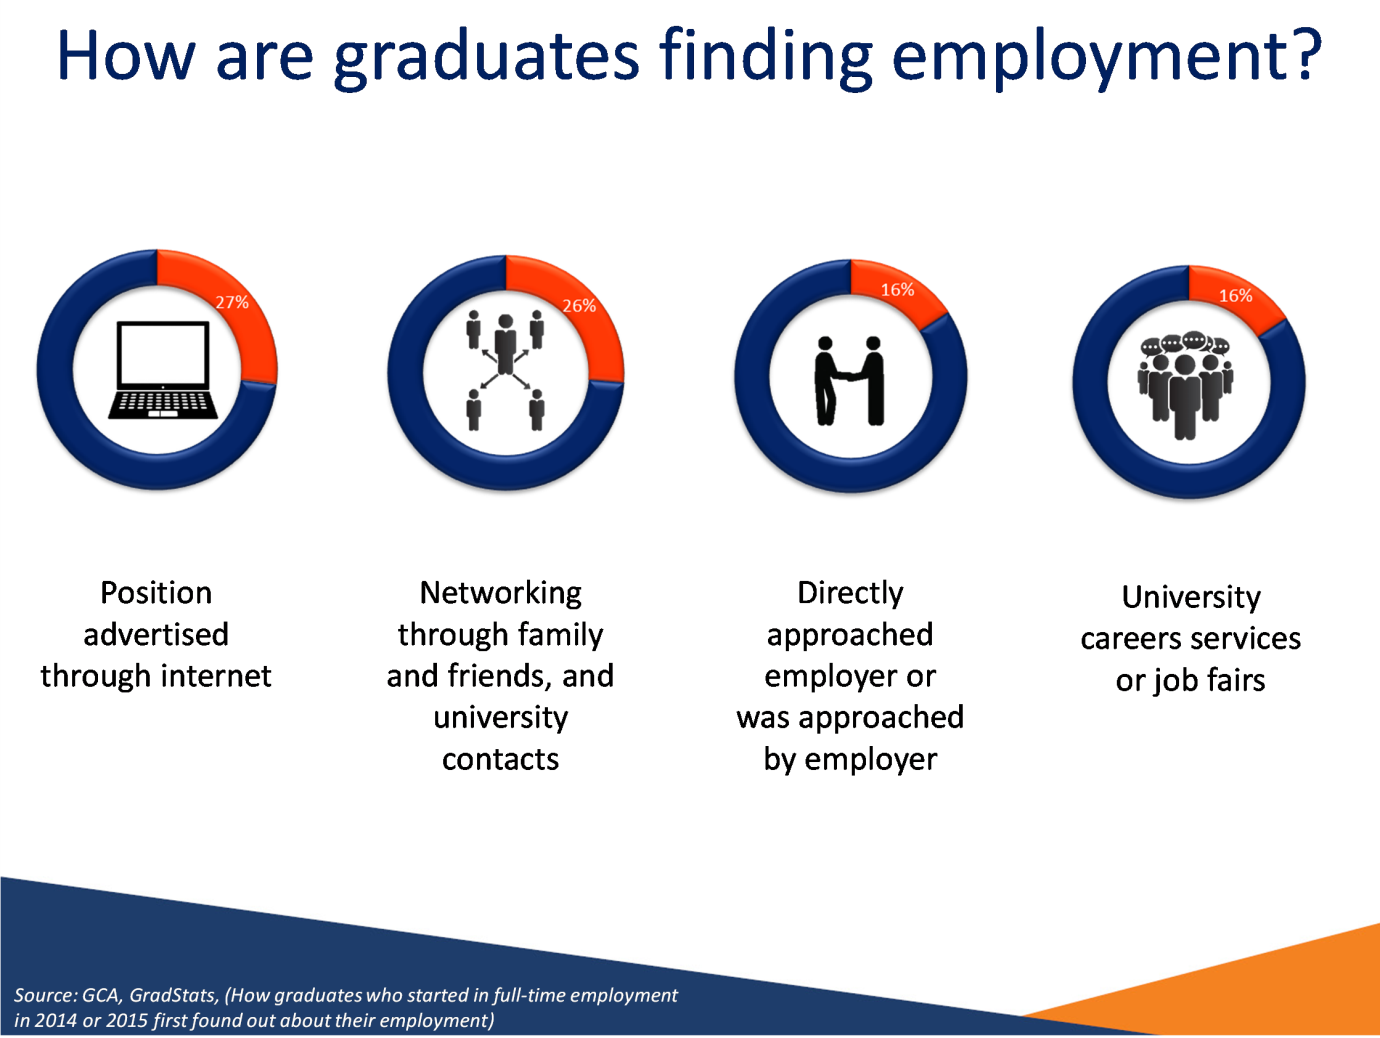 How are graduates finding employment?
27%
26%
16%
16%
Position
advertised
through internet
Networking
through family
and friends, and
university
contacts
Directly
approached
employer or
was approached
by employer
University
careers services
or job fairs
Source: GCA, GradStats, (How graduates who started in full-time employment
in 2014 or 2015 first found out about their employment)